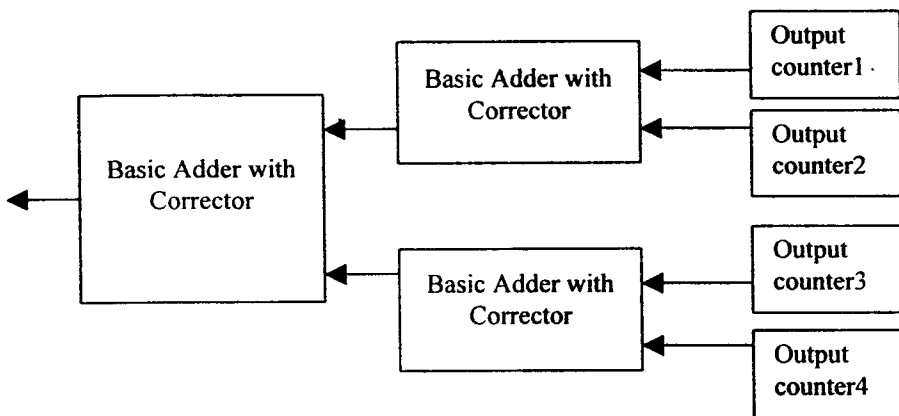 Output
counter1
Basic Adder with
Corrector
Output
counter2
Basic Adder with
Corrector
Output
counter3
Basic Adder with
Corrector
Output
counter4